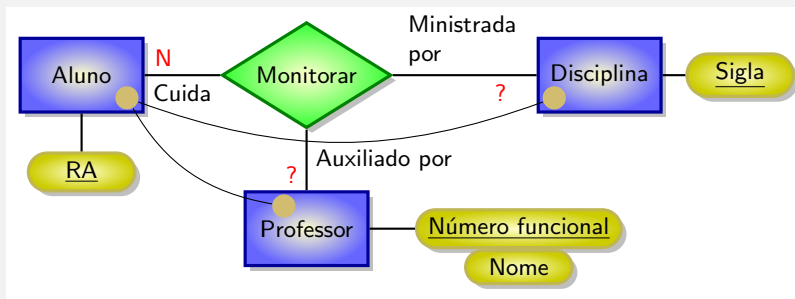 Ministrada
por
N
Aluno
Monitorar
Disciplina
Sigla
Cuida
?
Auxiliado por
RA
?
Professor
Número funcional
Nome